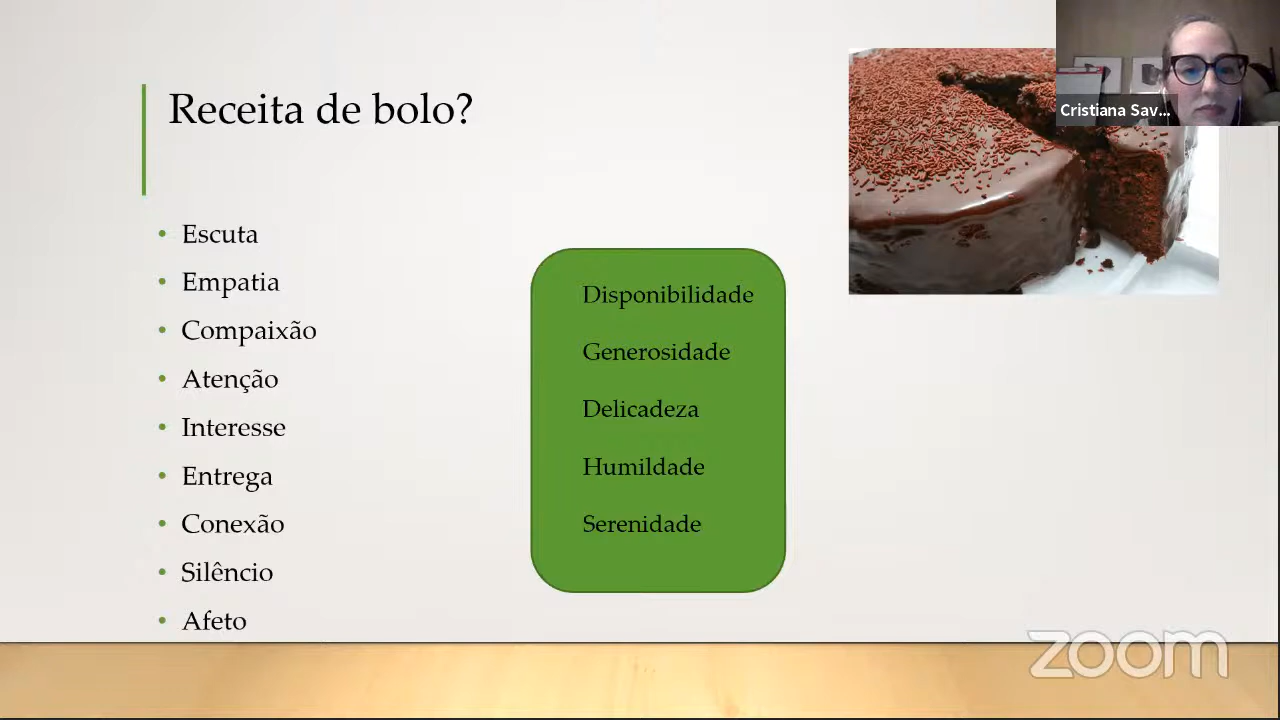 Receita de bolo?
• Escuta
• Empatia
• Compaixão
• Atenção
• Interesse
• Entrega
• Conexão
• Silêncio
• Afeto
Disponibilidade
Generosidade
Delicadeza
Humildade
Serenidade
Cristiana Sav...
zoom